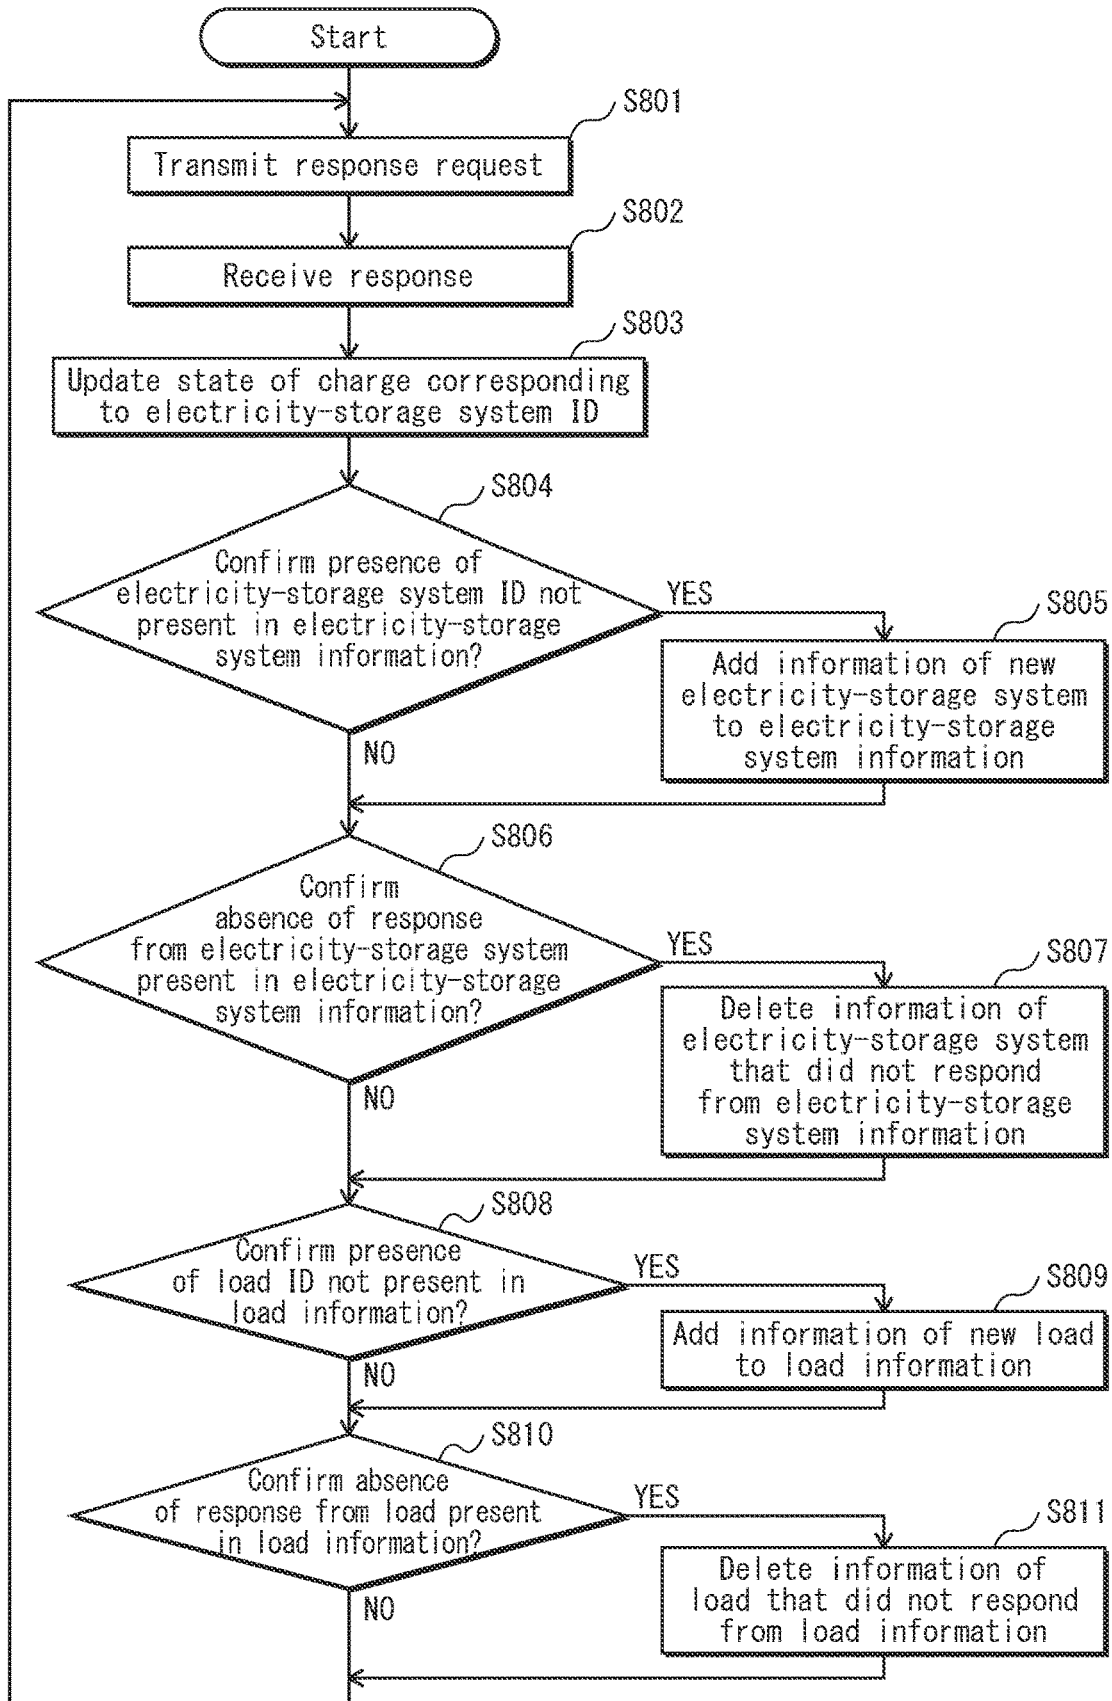 Start
S801
Transmit response request
S802
Receive response
S803
Update state of charge corresponding
to electricity-storage system ID
S804
Confirm presence of
electricity-storage system ID not
present in electricity-storage
system information?
YES
NO
S805
Add information of new
electricity-storage system
to electricity-storage
system information
S806
Confirm
absence of response
from electricity-storage system
present in electricity-storage
system information?
YES
NO
S807
Delete information of
electricity-storage system
that did not respond
from electricity-storage
system information
S808
Confirm presence
of load ID not present in
load information?
YES
NO
S809
Add information of new load
to load information
S810
Confirm absence
of response from load present
in load information?
YES
NO
S811
Delete information of
load that did not respond
from load information